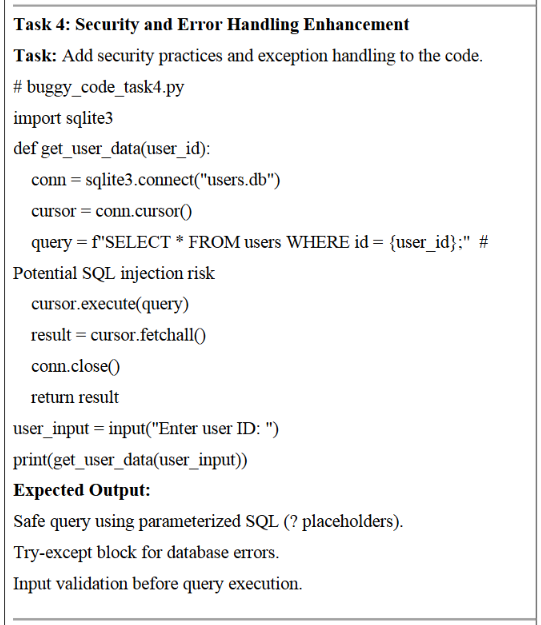 Task 4: Security and Error Handling Enhancement
Task: Add security practices and exception handling to the code.
# buggy_code_task4.py
import sqlite3
def get_user_data(user_id):
    conn = sqlite3.connect("users.db")
    cursor = conn.cursor()
    query = f"SELECT * FROM users WHERE id = {user_id};"  #
Potential SQL injection risk
    cursor.execute(query)
    result = cursor.fetchall()
    conn.close()
    return result
user_input = input("Enter user ID: ")
print(get_user_data(user_input))
Expected Output:
Safe query using parameterized SQL (? placeholders).
Try-except block for database errors.
Input validation before query execution.